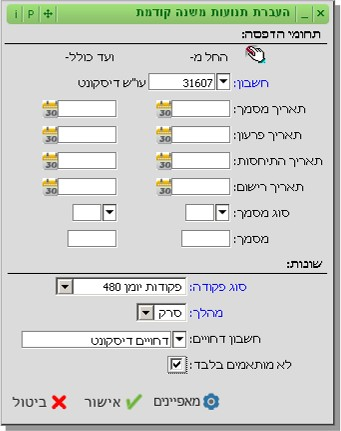 העברת תנועות משנה קודמת
i P
תחומי הדפסה:
החל מ- ועד כולל-
חשבון: 31607 עו"ש דיסקונט
תאריך מסמך:
תאריך פרעון:
תאריך התיחסות:
תאריך רישום:
סוג מסמך:
מסמך:
שונות:
סוג פקודה: פקודות יומן 480
מהלך: סרק
חשבון דחויים: דחויים דיסקונט
לא מותאמים בלבד:
מאפיינים אישור ביטול